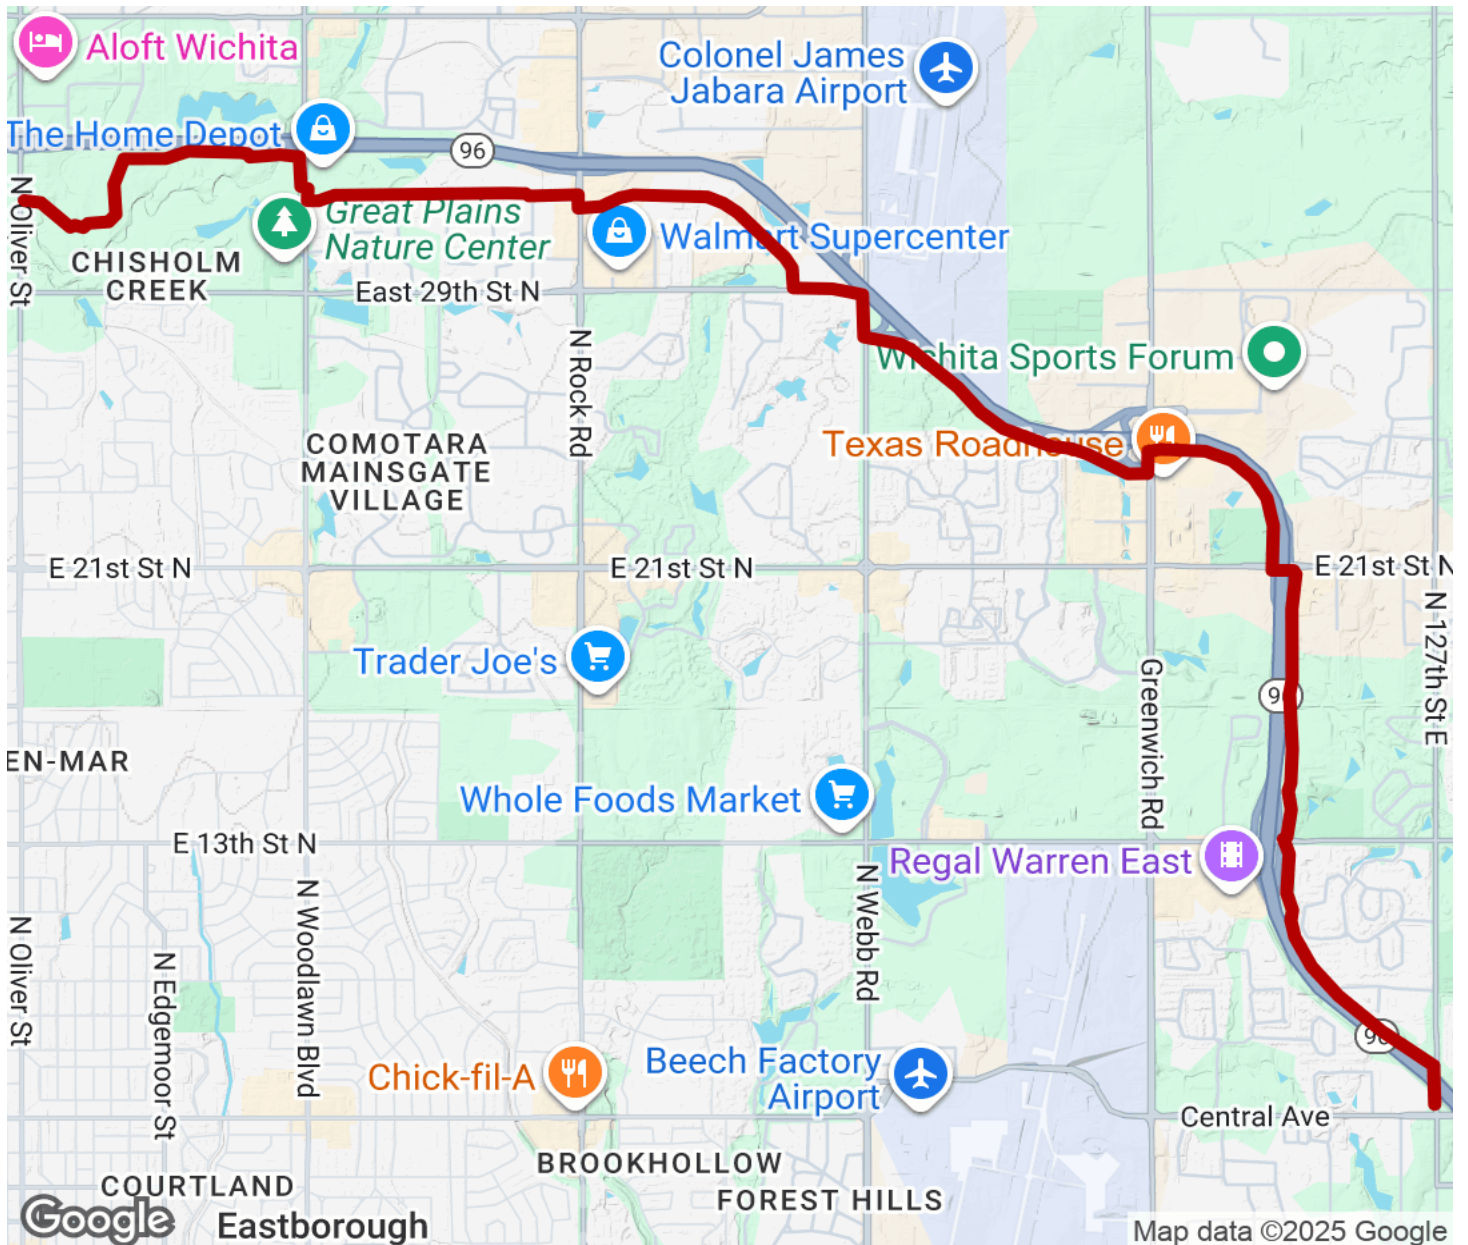 Aloft Wichita
Colonel James
Jabara Airport
The Home Depot
96
N Oliver St
Great Plains
Nature Center
Walmart Supercenter
CHISHOLM
CREEK
East 29th St N
N Rock Rd
Wichita Sports Forum
COMOTARA
MAINSGATE
VILLAGE
Texas Roadhouse
E 21st St N
E 21st St N
E 21st St N
N 127th St E
Trader Joe's
Greenwich Rd
EN-MAR
Whole Foods Market
E 13th St N
Regal Warren East
N Webb Rd
N Woodlawn Blvd
N Oliver St
N Edgemoor St
Chick-fil-A
Beech Factory
Airport
Central Ave
BROOKHOLLOW
COURTLAND
FOREST HILLS
Google
Eastborough
Map data ©2025 Google